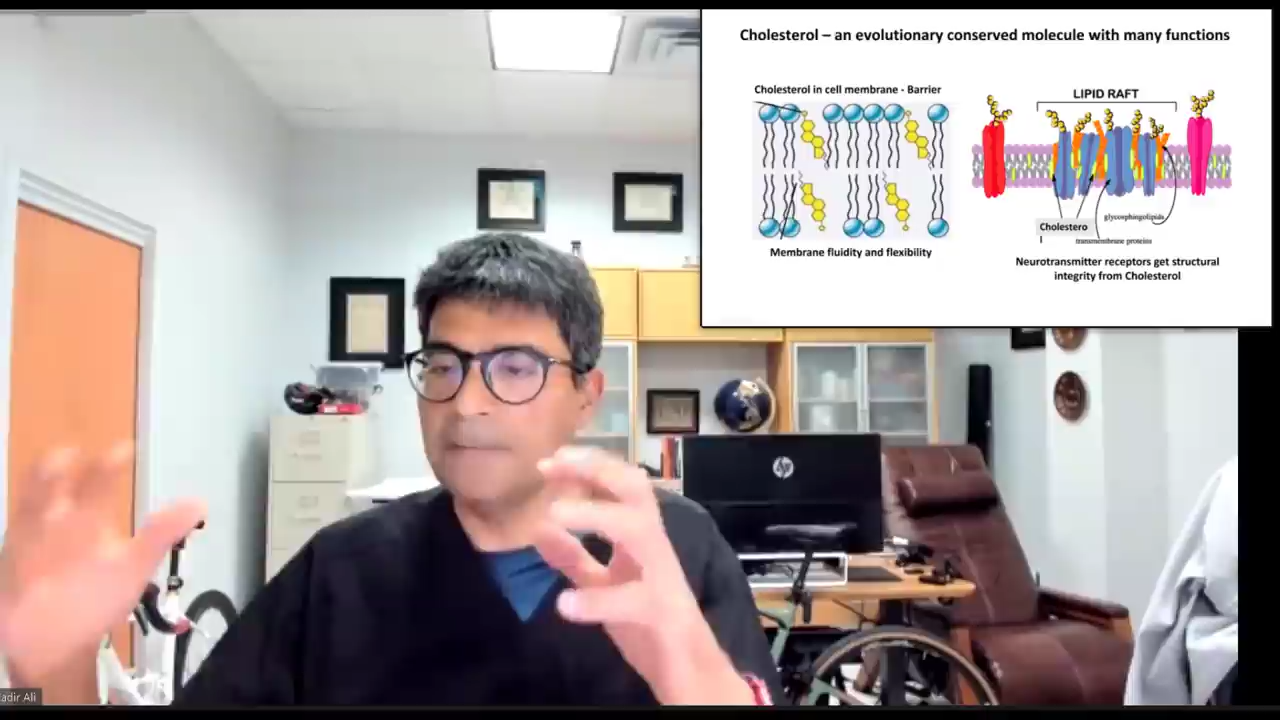 Cholesterol – an evolutionary conserved molecule with many functions
Cholesterol in cell membrane - Barrier
Membrane fluidity and flexibility
LIPID RAFT
glycosphingolipids
Cholestero
l
transmembrane proteins
Neurotransmitter receptors get structural
integrity from Cholesterol
hp
adir Ali